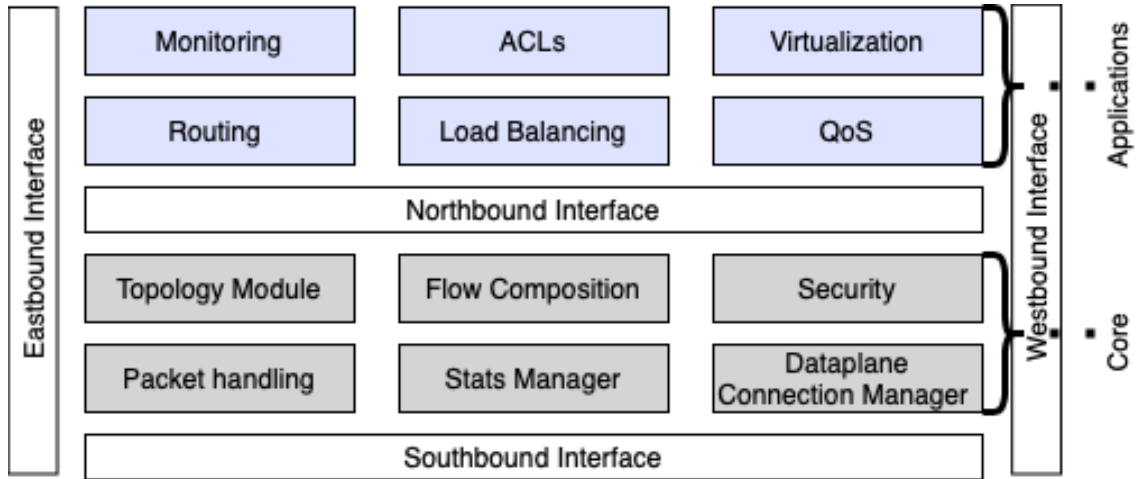 Eastbound Interface
Monitoring
ACLs
Virtualization
Routing
Load Balancing
QoS
Northbound Interface
Topology Module
Flow Composition
Security
Packet handling
Stats Manager
Dataplane
Connection Manager
Southbound Interface
Westbound Interface
Applications
Core